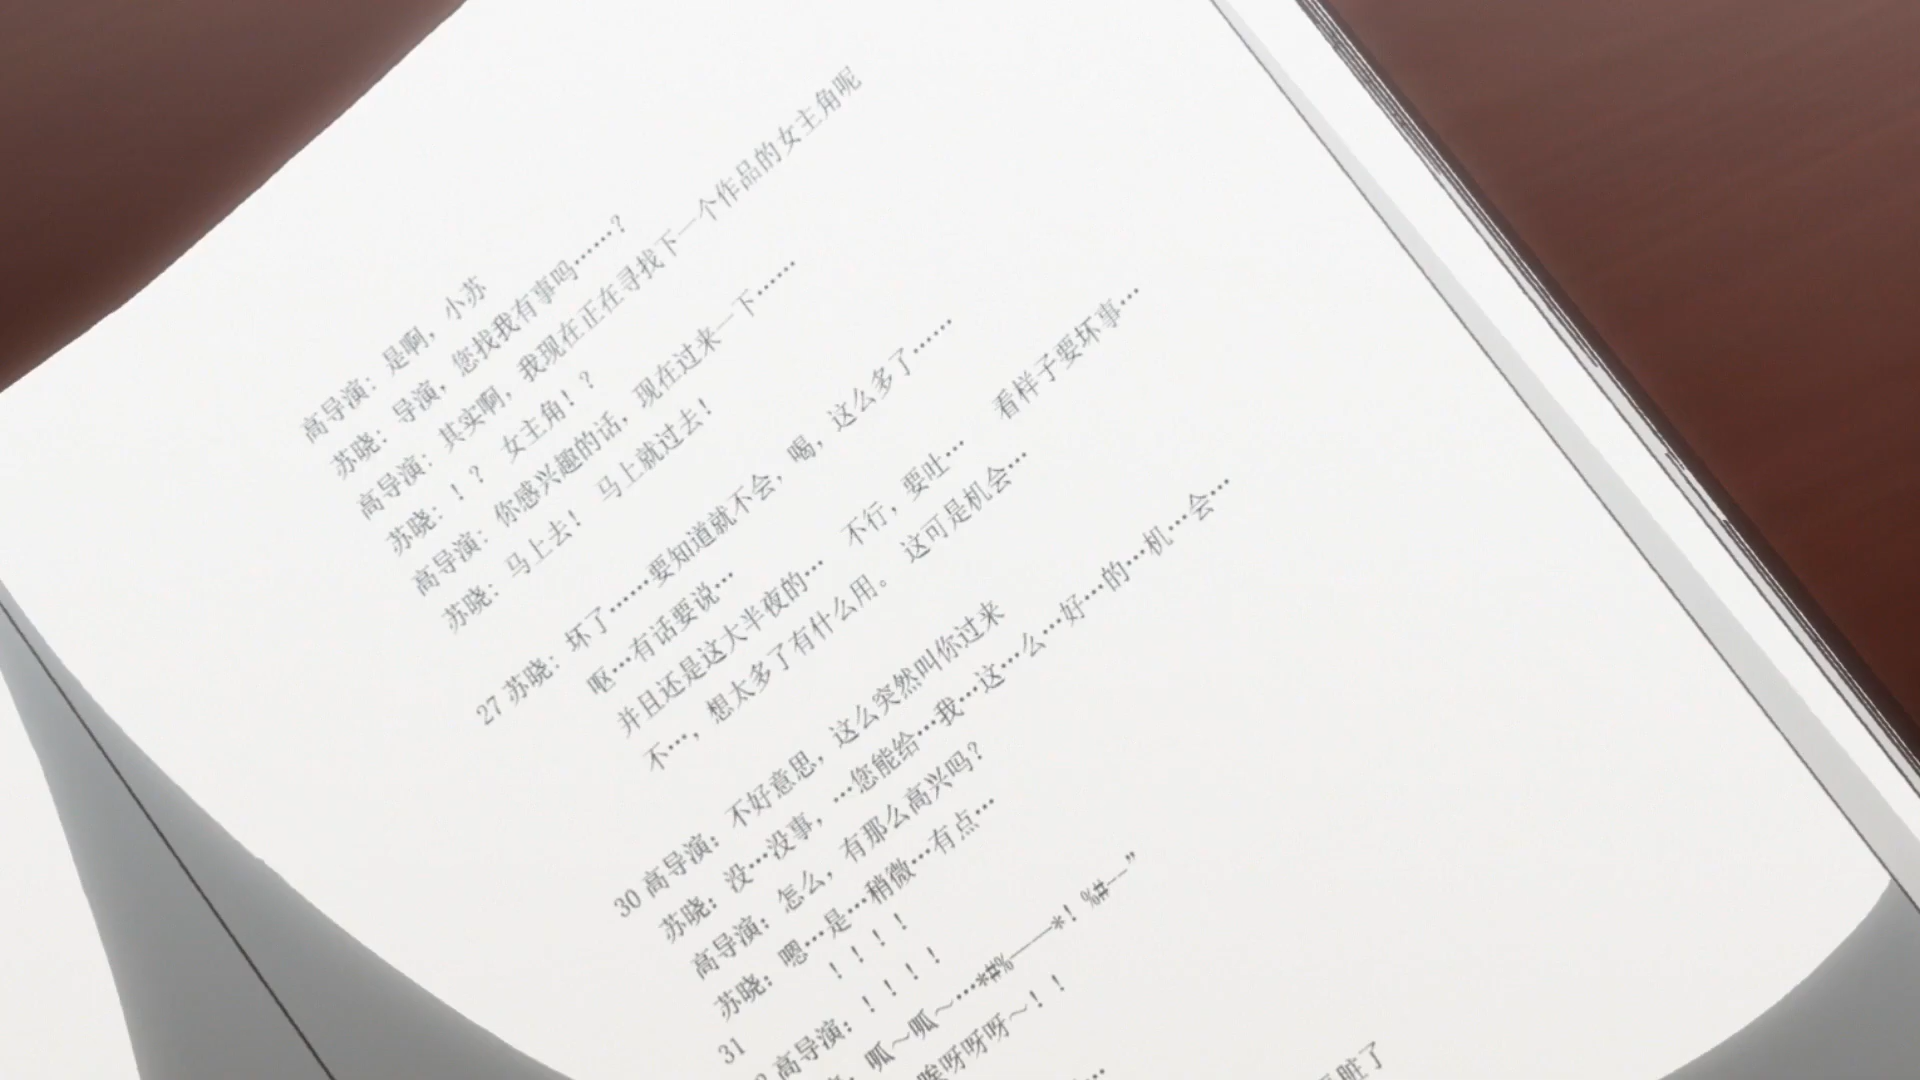 高导演：是啊，小苏
苏晓：导演，您找我有事吗……？
高导演：其实啊，我现在正在寻找下一个作品的女主角呢
苏晓：！？ 女主角！？
高导演：你感兴趣的话，现在过来一下……
苏晓：马上去！ 马上就过去！
27 苏晓：坏了……要知道就不会，喝，这么多了……
呕…有话要说…
并且还是这大半夜的… 不行，要吐… 看样子要坏事…
不…，想太多了有什么用。 这可是机会…
30 高导演：不好意思，这么突然叫你过来
苏晓：没…没事，…您能给…我…这…么…好…的…机…会…
高导演：怎么，有那么高兴吗？
苏晓：嗯…是…稍微…有点…
31 ！！！！
高导演：！！！！
呱～呱～…*#%——*！%#—”
呀呀呀～！！
脏了